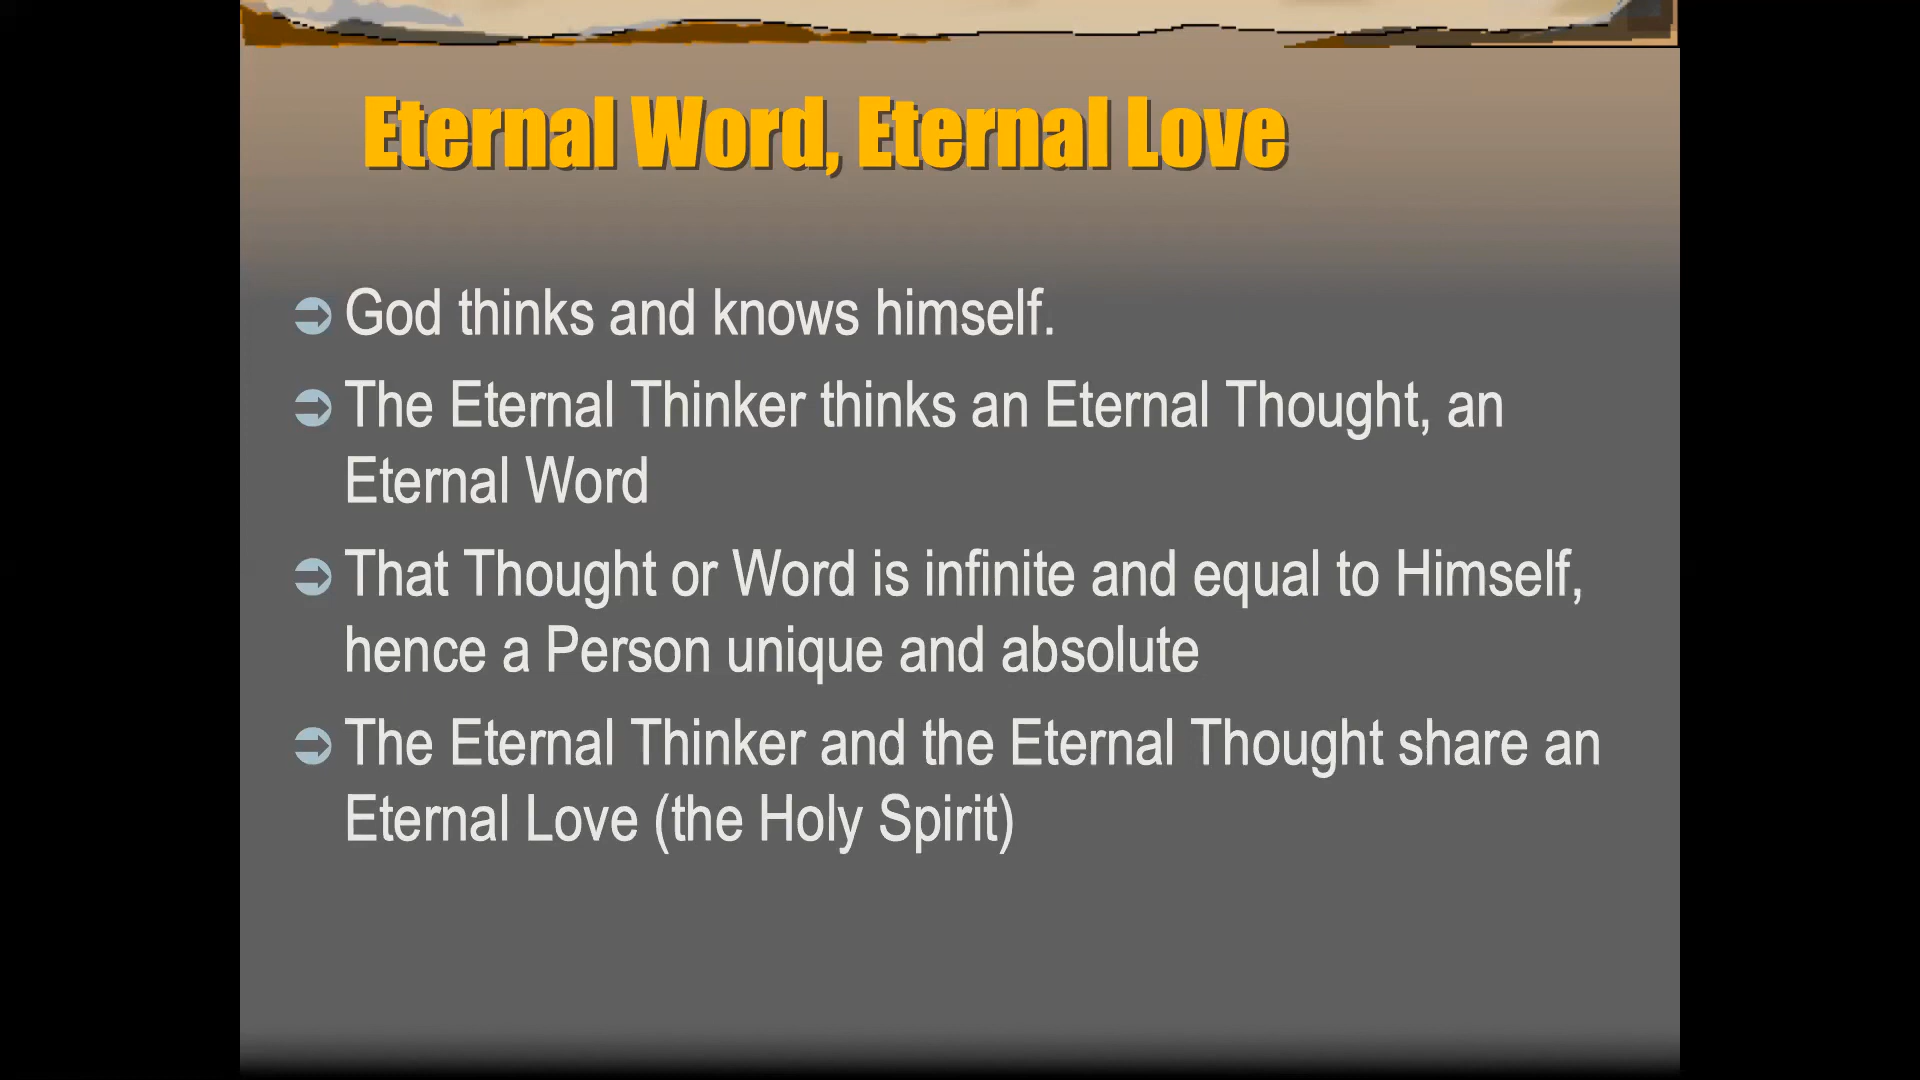 Eternal Word, Eternal Love
God thinks and knows himself.
The Eternal Thinker thinks an Eternal Thought, an
Eternal Word
That Thought or Word is infinite and equal to Himself,
hence a Person unique and absolute
The Eternal Thinker and the Eternal Thought share an
Eternal Love (the Holy Spirit)